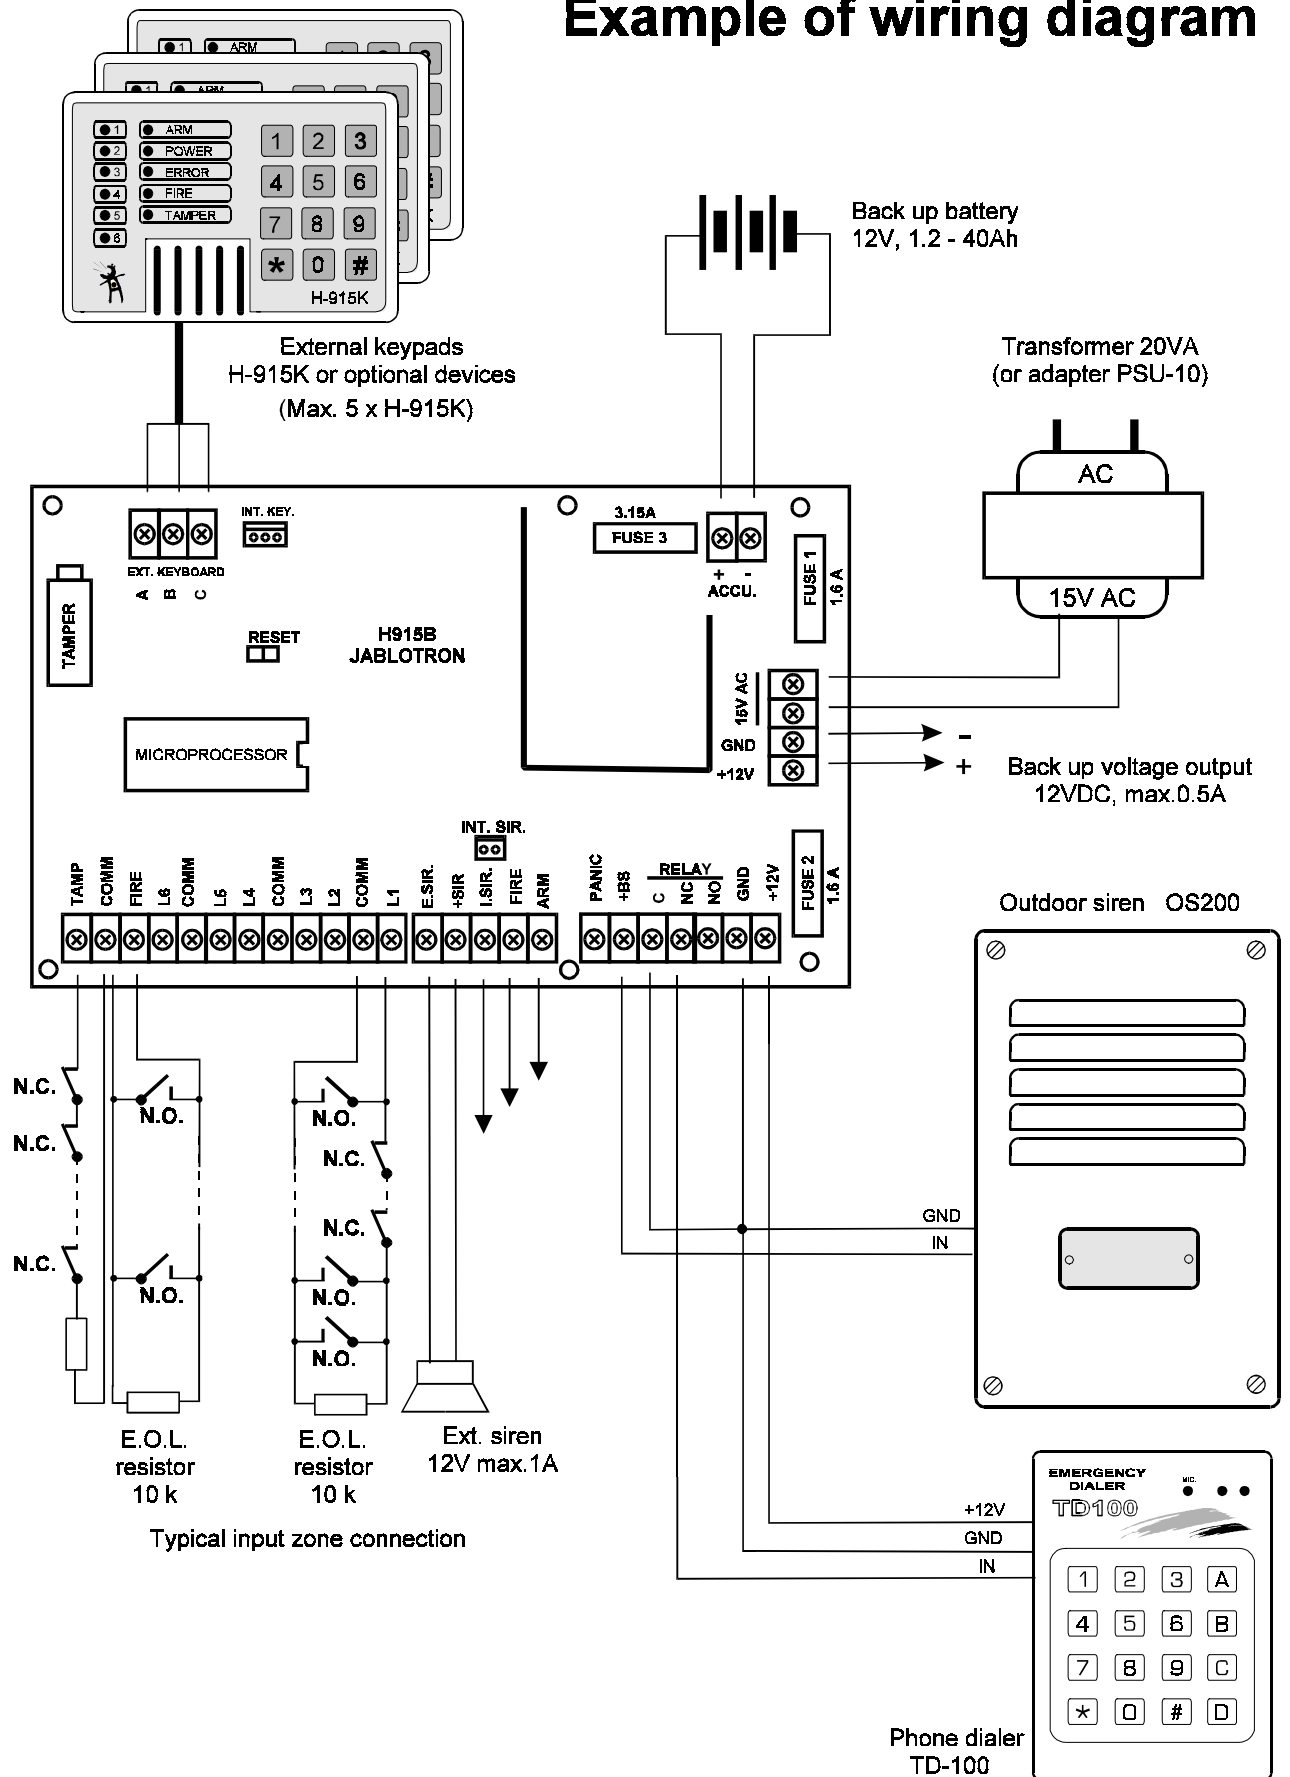 Example of wiring diagram
1 ARM
1 ARM
1 ARM
2 POWER
3 ERROR
4 FIRE
5 TAMPER
6
1 2 3
4 5 6
7 8 9
* 0 #
H-915K
External keypads
H-915K or optional devices
(Max. 5 x H-915K)
Back up battery
12V, 1.2 - 40Ah
Transformer 20VA
(or adapter PSU-10)
AC
15V AC
INT. KEY.
EXT. KEYBOARD
A B C
TAMPER
RESET
H915B
JABLOTRON
MICROPROCESSOR
3.15A
FUSE 3
+ -
ACCU.
FUSE 1
1.6 A
15V AC
GND
+12V
-
+
Back up voltage output
12VDC, max.0.5A
INT. SIR.
TAMP COMM FIRE L6 COMM L5 L4 COMM L3 L2 COMM L1
E.SIR. +SIR I.SIR. FIRE ARM
RELAY
PANIC +BS C NC NO GND +12V
FUSE 2
1.6 A
Outdoor siren OS200
N.C.
N.C.
N.C.
N.O.
N.O.
N.O.
N.C.
N.C.
N.O.
N.O.
GND
IN
E.O.L.
resistor
10 k
E.O.L.
resistor
10 k
Ext. siren
12V max.1A
Typical input zone connection
+12V
GND
IN
EMERGENCY
DIALER
TD100
MIC.
1 2 3 A
4 5 6 B
7 8 9 C
* 0 # D
Phone dialer
TD-100